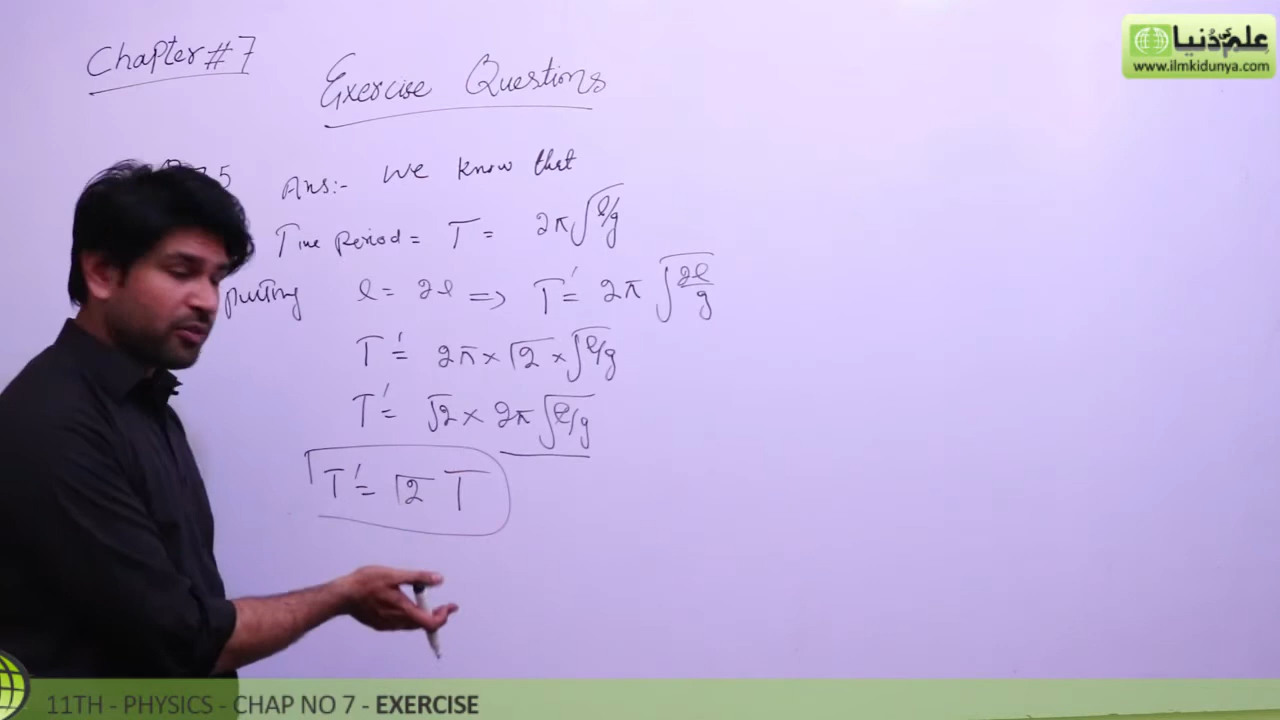 Chapter # 7
Exercise Questions
علم کی دنیا
www.ilmkidunya.com
5 Ans:- We know that
Time period = T = 2π√l/g
putting l = 2l ⇒ T' = 2π √2l/g
T' = 2π × √2 × √l/g
T' = √2 × 2π √l/g
T' = √2 T
11TH - PHYSICS - CHAP NO 7 - EXERCISE